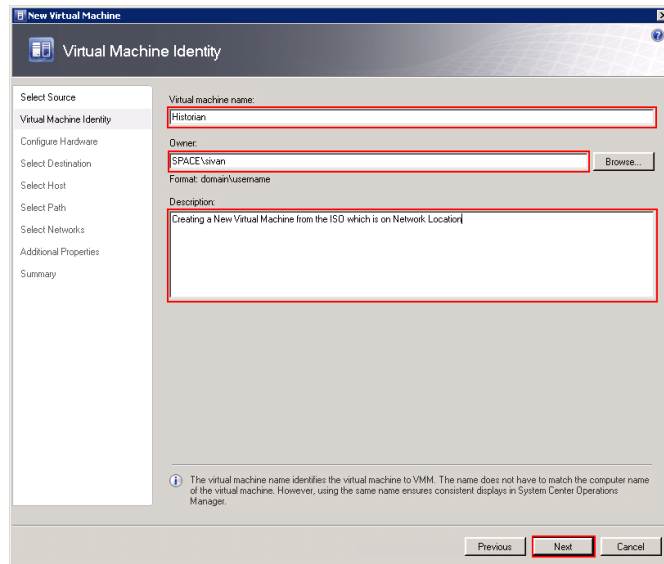 New Virtual Machine
Virtual Machine Identity
Select Source
Virtual Machine Identity
Configure Hardware
Select Destination
Select Host
Select Path
Select Networks
Additional Properties
Summary
Virtual machine name:
Historian
Owner:
SPACE\sivan
Browse...
Format: domain\username
Description:
Creating a New Virtual Machine from the ISO which is on Network Location
The virtual machine name identifies the virtual machine to VMM. The name does not have to match the computer name
of the virtual machine. However, using the same name ensures consistent displays in System Center Operations
Manager.
Previous
Next
Cancel